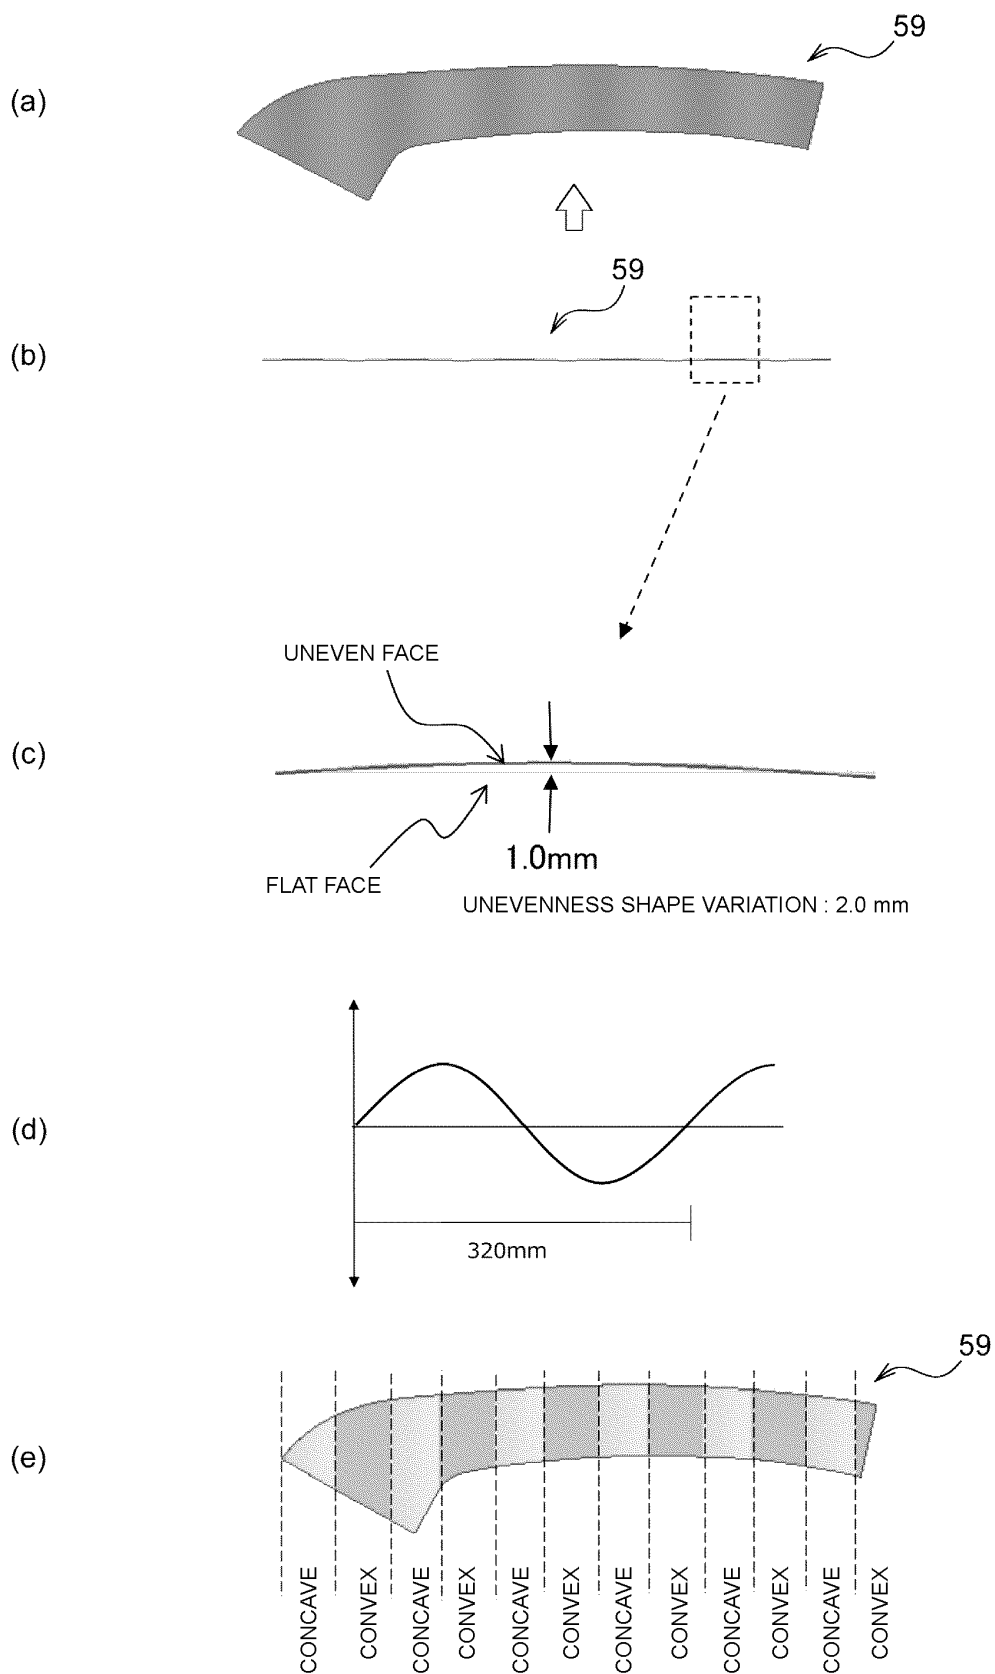 59
(a)
59
(b)
UNEVEN FACE
(c)
1.0mm
FLAT FACE
UNEVENNESS SHAPE VARIATION : 2.0 mm
(d)
320mm
59
(e)
CONCAVE
CONVEX
CONCAVE
CONVEX
CONCAVE
CONVEX
CONCAVE
CONVEX
CONCAVE
CONVEX
CONCAVE
CONVEX